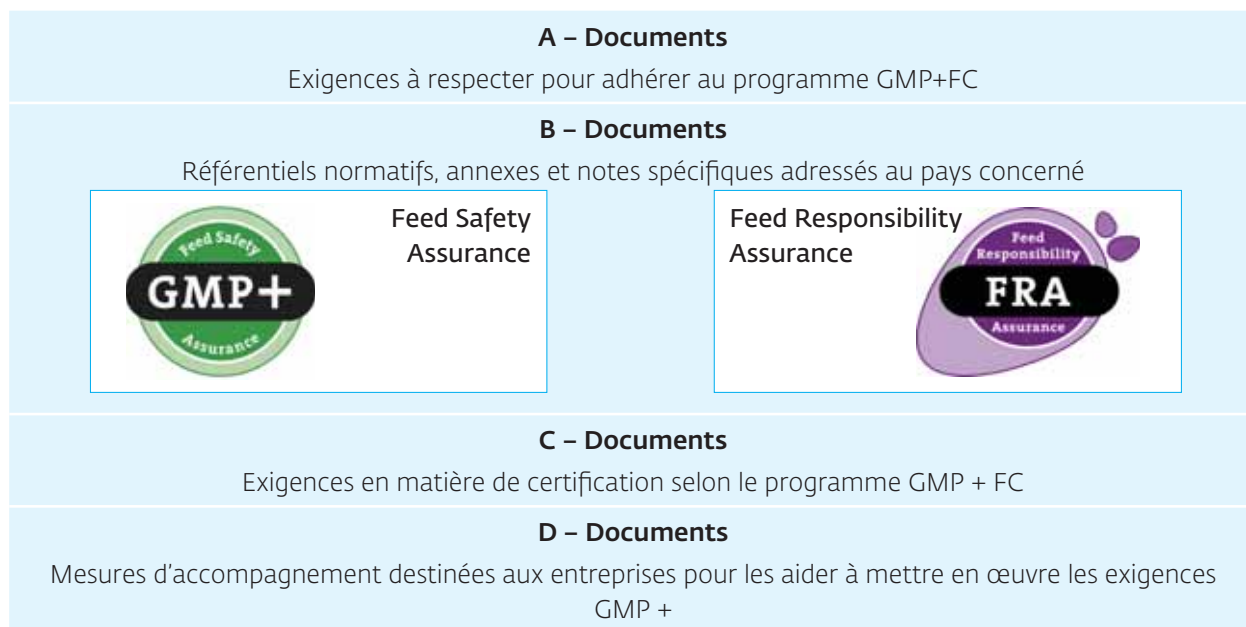 A – Documents
Exigences à respecter pour adhérer au programme GMP+FC
B – Documents
Référentiels normatifs, annexes et notes spécifiques adressés au pays concerné
Feed Safety
GMP+
Assurance
Feed Safety
Assurance
Feed Responsibility
Assurance
Feed
Responsibility
FRA
Assurance
C – Documents
Exigences en matière de certification selon le programme GMP + FC
D – Documents
Mesures d'accompagnement destinées aux entreprises pour les aider à mettre en œuvre les exigences
GMP +